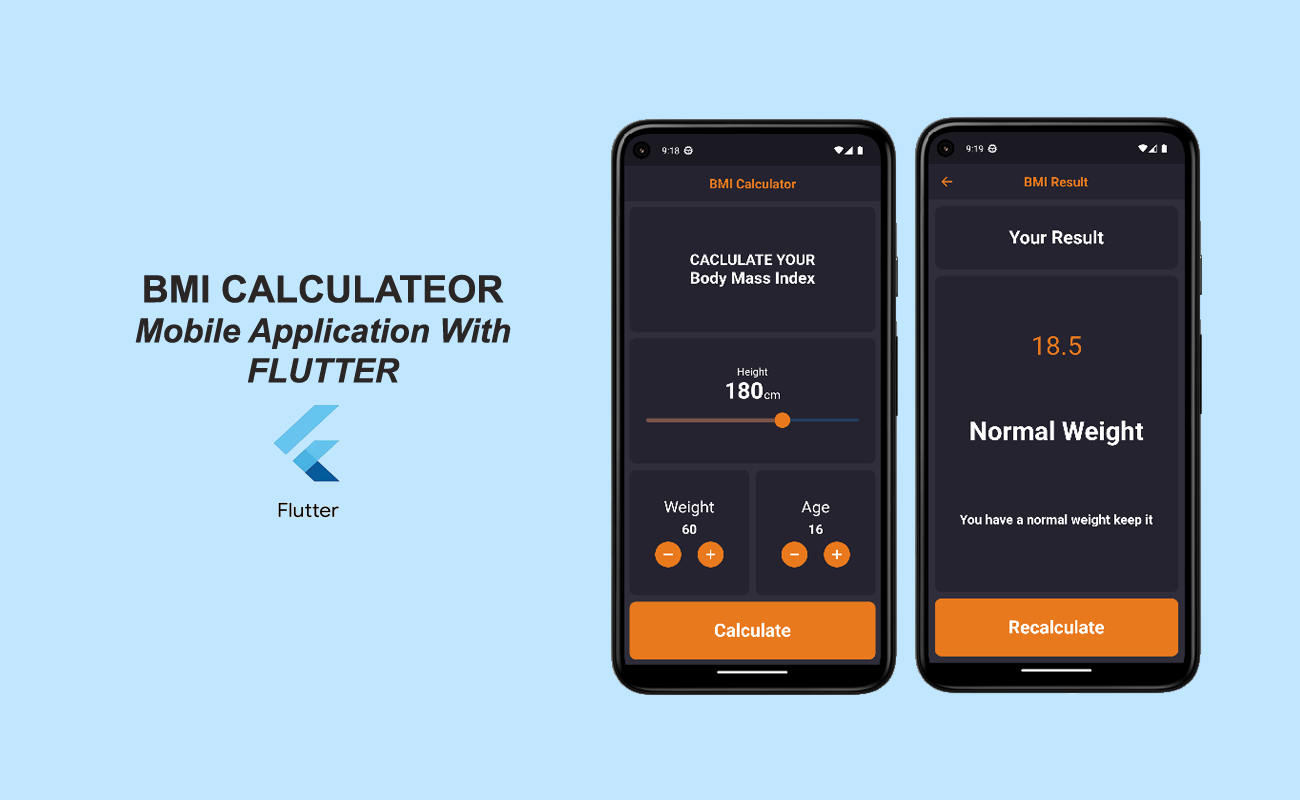 BMI CALCULATEOR
Mobile Application With
FLUTTER
Flutter
9:18
BMI Calculator
CACLULATE YOUR
Body Mass Index
Height
180cm
Weight
60
− +
Age
16
− +
Calculate
9:19
BMI Result
Your Result
18.5
Normal Weight
You have a normal weight keep it
Recalculate